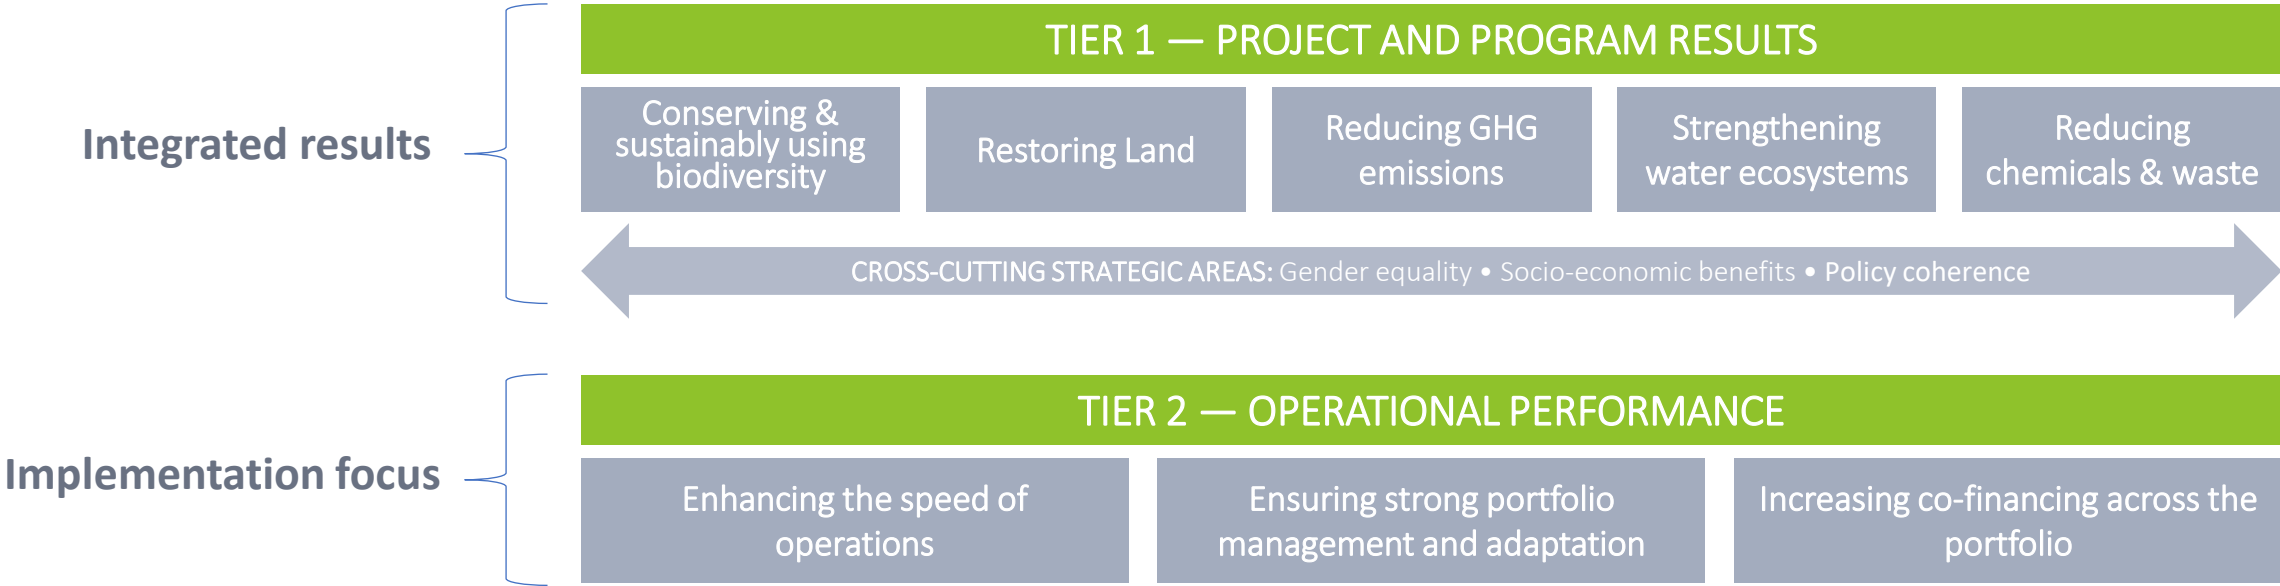 TIER 1 — PROJECT AND PROGRAM RESULTS
Integrated results
Conserving &
sustainably using
biodiversity
Restoring Land
Reducing GHG
emissions
Strengthening
water ecosystems
Reducing
chemicals & waste
CROSS-CUTTING STRATEGIC AREAS: Gender equality • Socio-economic benefits • Policy coherence
TIER 2 — OPERATIONAL PERFORMANCE
Implementation focus
Enhancing the speed of
operations
Ensuring strong portfolio
management and adaptation
Increasing co-financing across the
portfolio